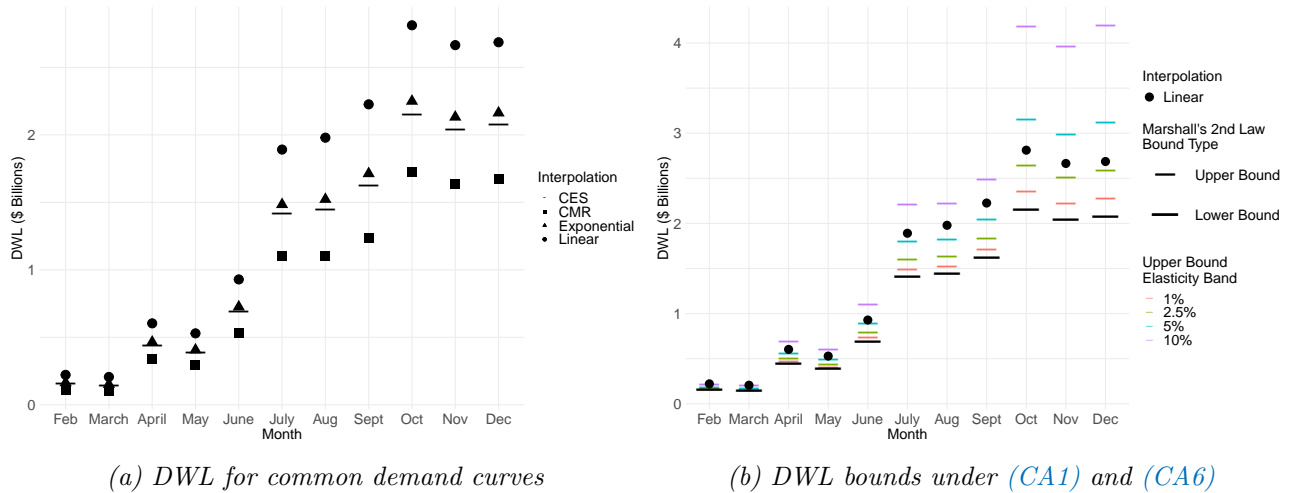 DWL ($ Billions)
2
1
0
Feb March April May June July Aug Sept Oct Nov Dec
Month
Interpolation
CES
CMR
Exponential
Linear
(a) DWL for common demand curves
DWL ($ Billions)
4
3
2
1
0
Feb March April May June July Aug Sept Oct Nov Dec
Month
Interpolation
Linear
Marshall's 2nd Law
Bound Type
Upper Bound
Lower Bound
Upper Bound
Elasticity Band
1%
2.5%
5%
10%
(b) DWL bounds under (CA1) and (CA6)